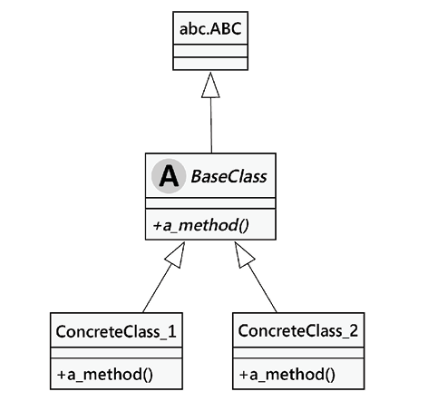 abc.ABC
A BaseClass
+a_method()
ConcreteClass_1
+a_method()
ConcreteClass_2
+a_method()